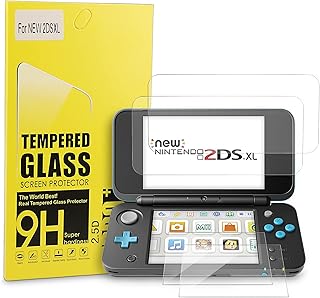 For NEW 2DSXL
TEMPERED
GLASS
SCREEN PROTECTOR
The World Best!
Real Tempered Glass Protector
9H
Super
hardness
2.5D
new
NINTENDO
2DS XL
Mii